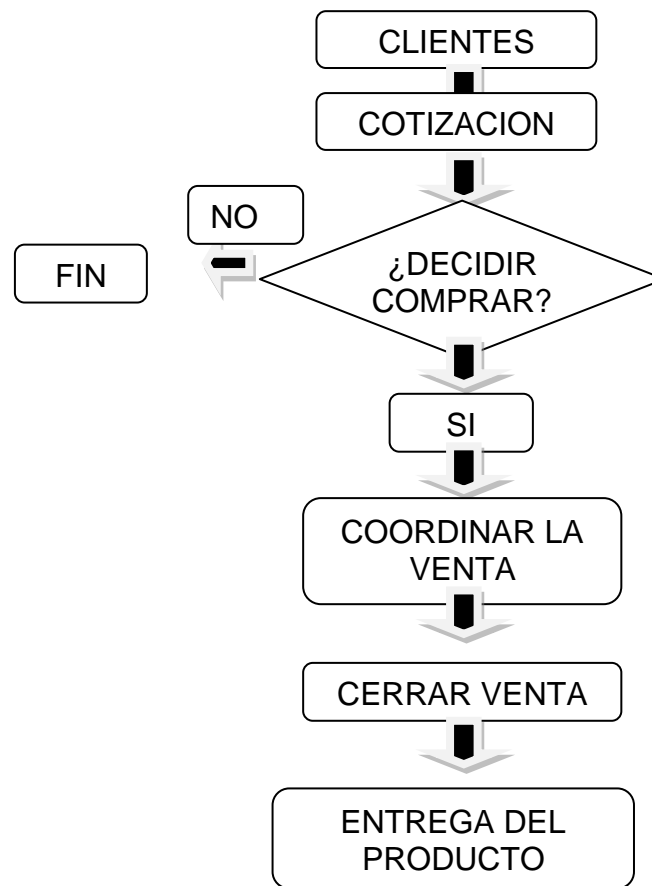 CLIENTES
COTIZACION
NO
FIN
¿DECIDIR
COMPRAR?
SI
COORDINAR LA
VENTA
CERRAR VENTA
ENTREGA DEL
PRODUCTO